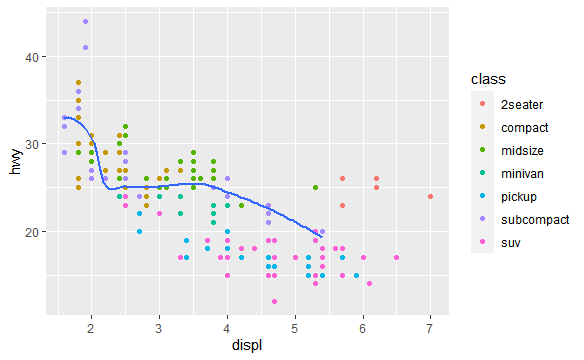 40
30
20
hwy
2
3
4
5
6
7
displ
class
2seater
compact
midsize
minivan
pickup
subcompact
suv